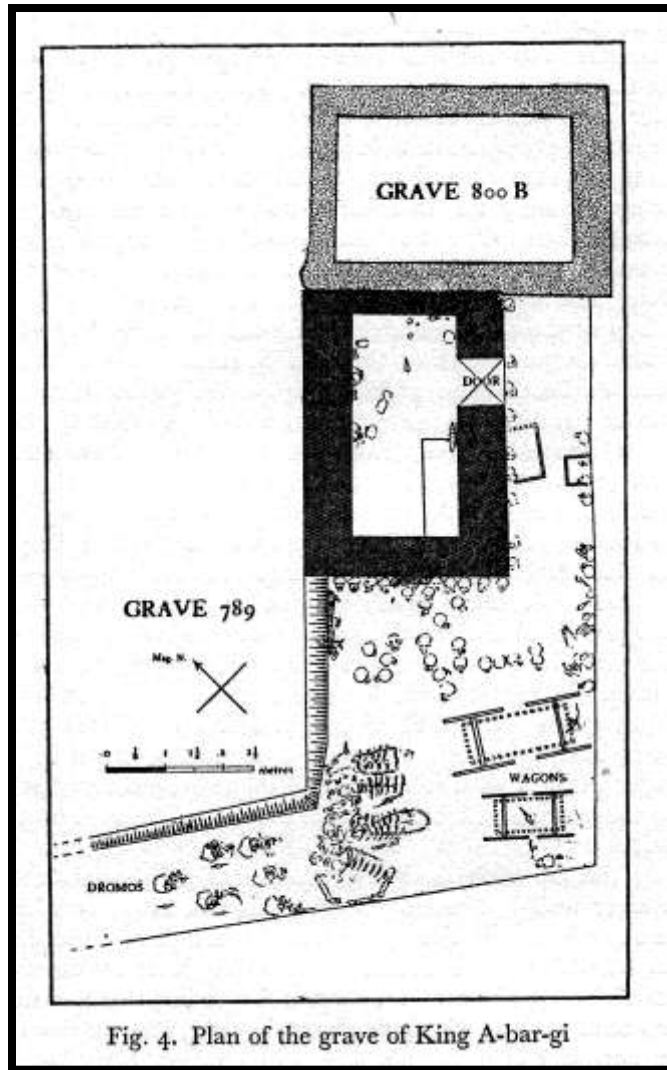 GRAVE 800 B
DOOR
GRAVE 789
Mag. N.
METRES
WAGONS
DROMOS
Fig. 4. Plan of the grave of King A-bar-gi